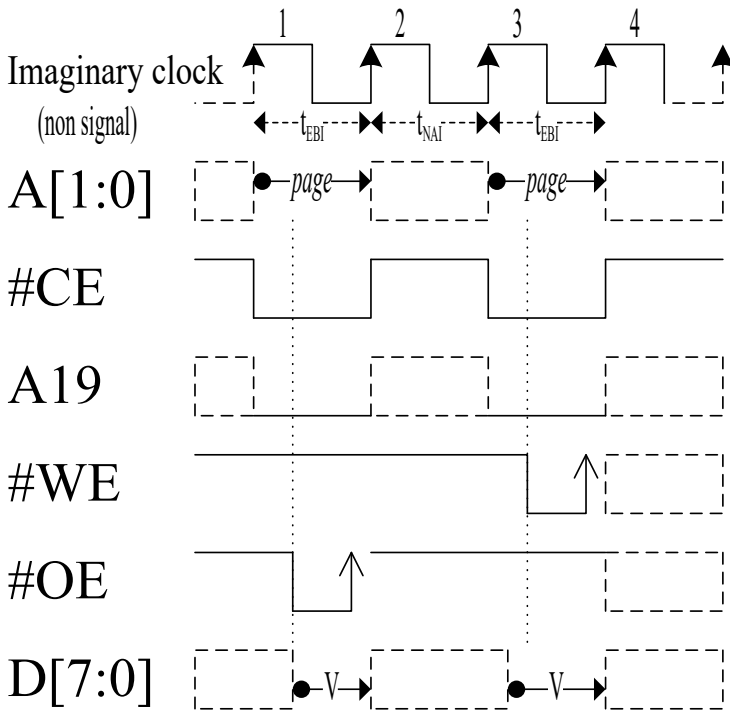 1 2 3 4
Imaginary clock
(non signal)
tEBI tNAI tEBI
A[1:0] page page
#CE
A19
#WE
#OE
D[7:0] V V